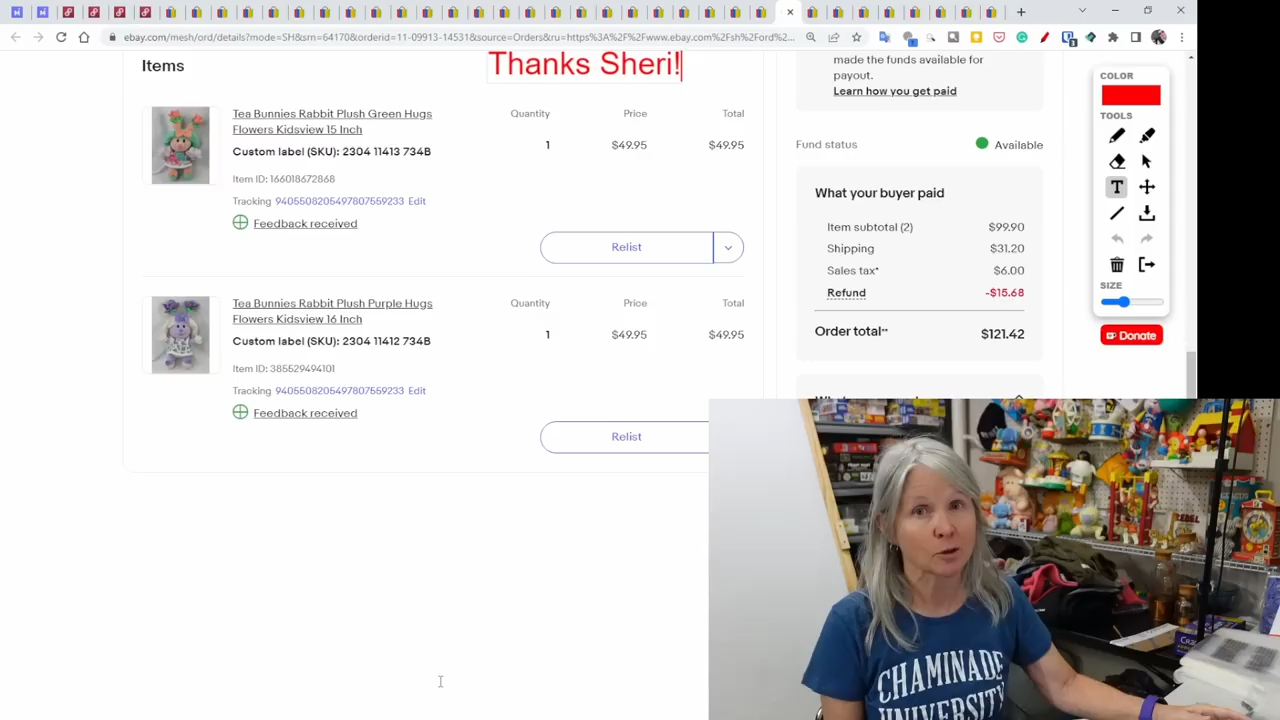 ebay.com/mesh/ord/details?mode=SH&srn=64170&orderid=11-09913-14531&source=Orders&ru=https%3A%2F%2Fwww.ebay.com%2Fsh%2Ford%2...
Items
Thanks Sheri!
Quantity
Price
Total
Tea Bunnies Rabbit Plush Green Hugs
Flowers Kidsview 15 Inch
Custom label (SKU): 2304 11413 734B
1
$49.95
$49.95
Item ID: 166018672868
Tracking 9405508205497807559233 Edit
Feedback received
Relist
Quantity
Price
Total
Tea Bunnies Rabbit Plush Purple Hugs
Flowers Kidsview 16 Inch
Custom label (SKU): 2304 11412 734B
1
$49.95
$49.95
Item ID: 385529494101
Tracking 9405508205497807559233 Edit
Feedback received
Relist
made the funds available for
payout.
Learn how you get paid
Fund status
Available
What your buyer paid
Item subtotal (2) $99.90
Shipping $31.20
Sales tax* $6.00
Refund -$15.68
Order total** $121.42
COLOR
TOOLS
T
SIZE
Donate
CHAMINADE
UNIVERSITY